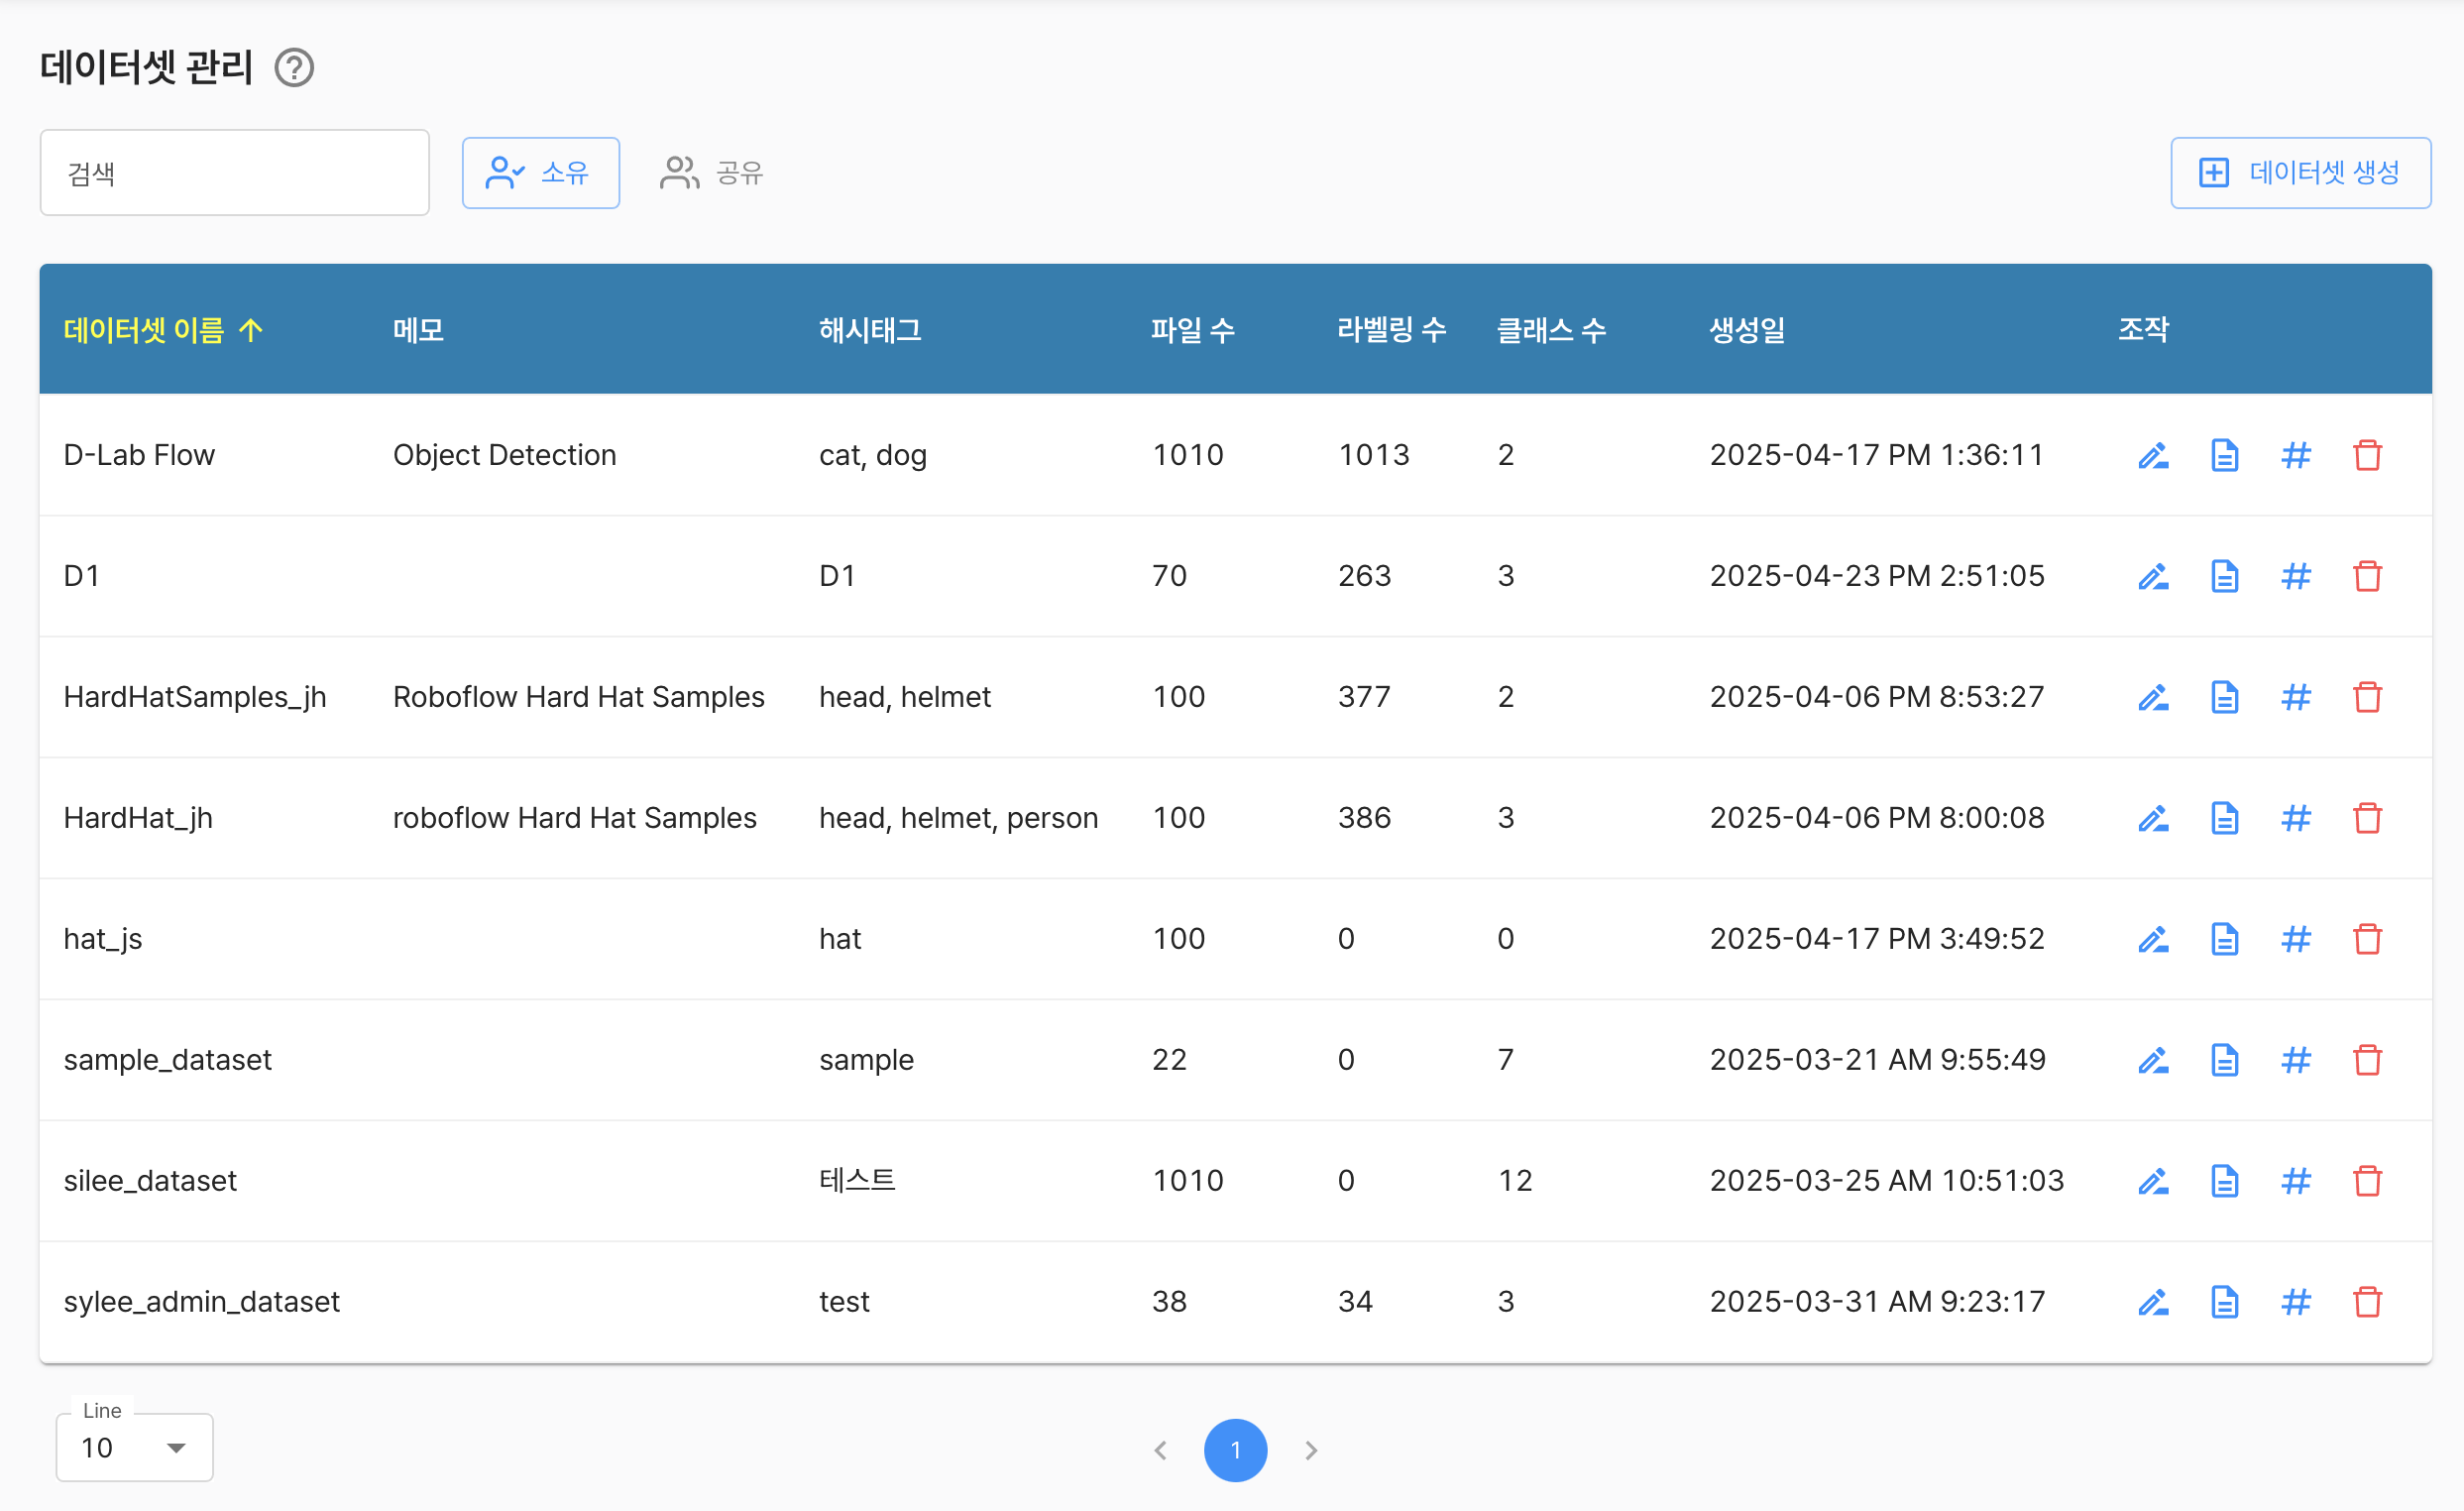 데이터셋 관리
검색 소유 공유 데이터셋 생성
데이터셋 이름 메모 해시태그 파일 수 라벨링 수 클래스 수 생성일 조작
D-Lab Flow Object Detection cat, dog 1010 1013 2 2025-04-17 PM 1:36:11
D1 D1 70 263 3 2025-04-23 PM 2:51:05
HardHatSamples_jh Roboflow Hard Hat Samples head, helmet 100 377 2 2025-04-06 PM 8:53:27
HardHat_jh roboflow Hard Hat Samples head, helmet, person 100 386 3 2025-04-06 PM 8:00:08
hat_js hat 100 0 0 2025-04-17 PM 3:49:52
sample_dataset sample 22 0 7 2025-03-21 AM 9:55:49
silee_dataset 테스트 1010 0 12 2025-03-25 AM 10:51:03
sylee_admin_dataset test 38 34 3 2025-03-31 AM 9:23:17
Line
10 1